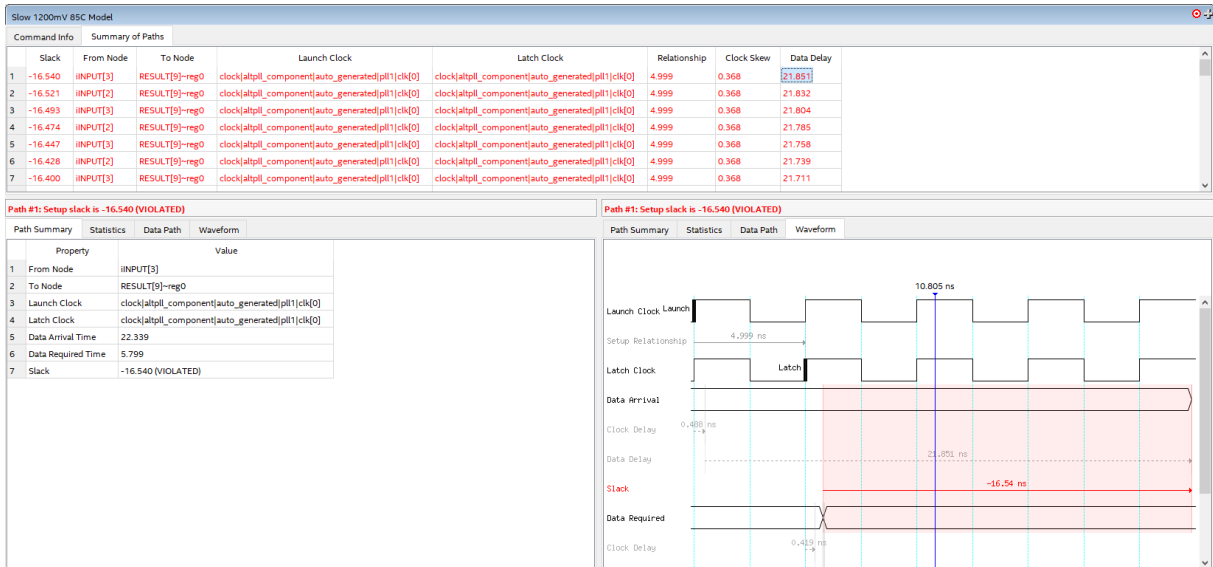 Slow 1200mV 85C Model
Command Info Summary of Paths
Slack From Node To Node Launch Clock Latch Clock Relationship Clock Skew Data Delay
1 -16.540 iINPUT[3] RESULT[9]~reg0 clock|altpll_component|auto_generated|pll1|clk[0] clock|altpll_component|auto_generated|pll1|clk[0] 4.999 0.368 21.851
2 -16.521 iINPUT[2] RESULT[9]~reg0 clock|altpll_component|auto_generated|pll1|clk[0] clock|altpll_component|auto_generated|pll1|clk[0] 4.999 0.368 21.832
3 -16.493 iINPUT[3] RESULT[9]~reg0 clock|altpll_component|auto_generated|pll1|clk[0] clock|altpll_component|auto_generated|pll1|clk[0] 4.999 0.368 21.804
4 -16.474 iINPUT[2] RESULT[9]~reg0 clock|altpll_component|auto_generated|pll1|clk[0] clock|altpll_component|auto_generated|pll1|clk[0] 4.999 0.368 21.785
5 -16.447 iINPUT[3] RESULT[9]~reg0 clock|altpll_component|auto_generated|pll1|clk[0] clock|altpll_component|auto_generated|pll1|clk[0] 4.999 0.368 21.758
6 -16.428 iINPUT[2] RESULT[9]~reg0 clock|altpll_component|auto_generated|pll1|clk[0] clock|altpll_component|auto_generated|pll1|clk[0] 4.999 0.368 21.739
7 -16.400 iINPUT[3] RESULT[9]~reg0 clock|altpll_component|auto_generated|pll1|clk[0] clock|altpll_component|auto_generated|pll1|clk[0] 4.999 0.368 21.711
Path #1: Setup slack is -16.540 (VIOLATED)
Path Summary Statistics Data Path Waveform
Property Value
1 From Node iINPUT[3]
2 To Node RESULT[9]~reg0
3 Launch Clock clock|altpll_component|auto_generated|pll1|clk[0]
4 Latch Clock clock|altpll_component|auto_generated|pll1|clk[0]
5 Data Arrival Time 22.339
6 Data Required Time 5.799
7 Slack -16.540 (VIOLATED)
Path #1: Setup slack is -16.540 (VIOLATED)
Path Summary Statistics Data Path Waveform
10.805 ns
Launch Clock Launch
Setup Relationship 4.999 ns
Latch Clock Latch
Data Arrival
Clock Delay 0.488 ns
Data Delay 21.851 ns
Slack -16.54 ns
Data Required
Clock Delay 0.419 ns